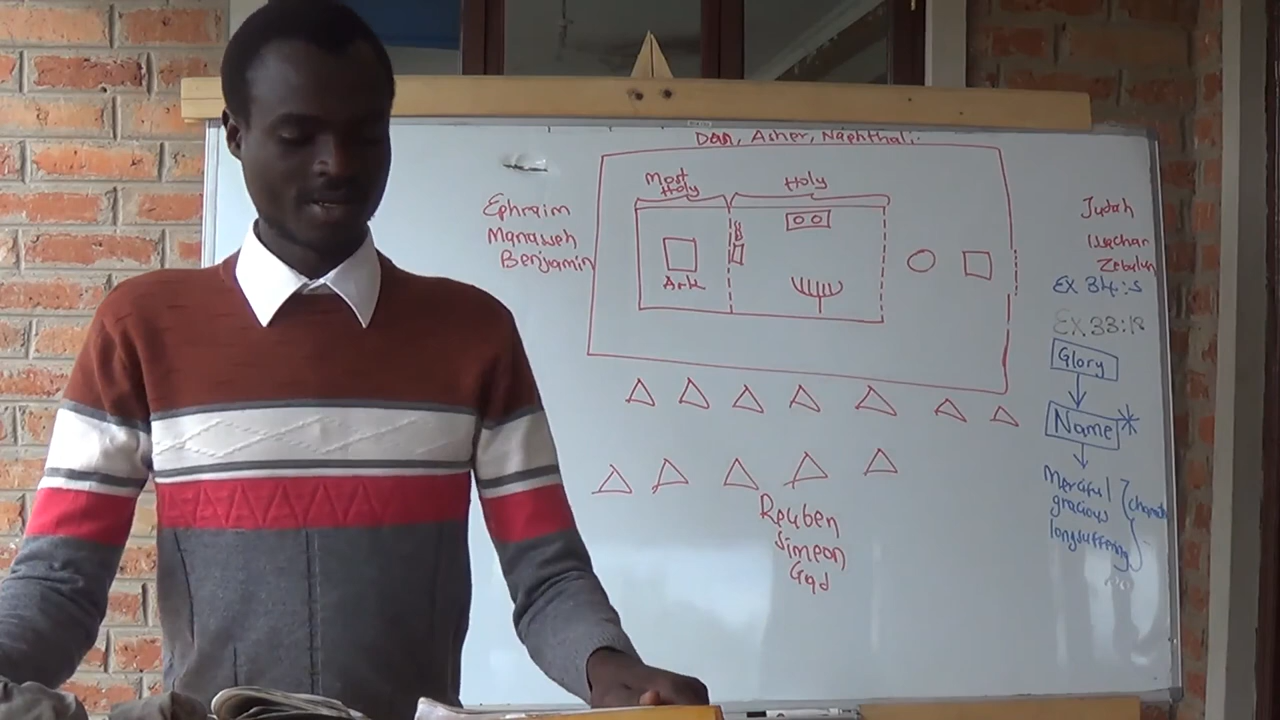 Dan, Asher, Naphthali
Most
Holy
Holy
Ephraim
Manasseh
Benjamin
Ark
Judah
Issachar
Zebulun
EX 34:5
EX 33:18
Glory
Name*
Merciful
gracious
longsuffering
Reuben
Simeon
Gad